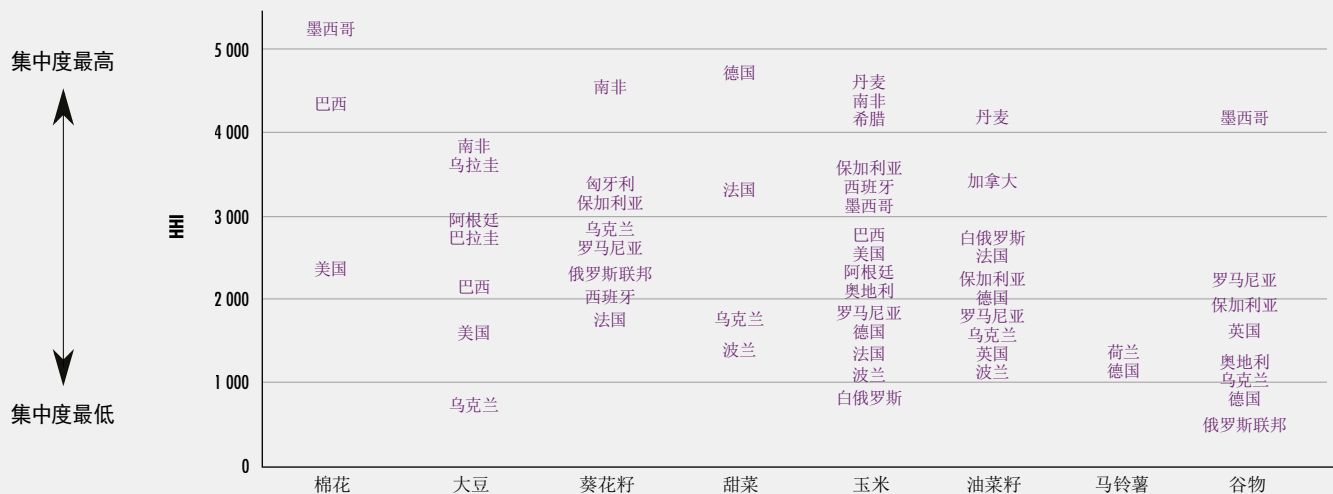 集中度最高
集中度最低
HHI
5 000
4 000
3 000
2 000
1 000
0
墨西哥
巴西
美国
棉花
南非
乌拉圭
阿根廷
巴拉圭
巴西
美国
乌克兰
大豆
南非
匈牙利
保加利亚
乌克兰
罗马尼亚
俄罗斯联邦
西班牙
法国
葵花籽
德国
法国
乌克兰
波兰
甜菜
丹麦
南非
希腊
保加利亚
西班牙
墨西哥
巴西
美国
阿根廷
奥地利
罗马尼亚
德国
法国
波兰
白俄罗斯
玉米
丹麦
加拿大
白俄罗斯
法国
保加利亚
德国
罗马尼亚
乌克兰
英国
波兰
油菜籽
荷兰
德国
马铃薯
墨西哥
罗马尼亚
保加利亚
英国
奥地利
乌克兰
德国
俄罗斯联邦
谷物